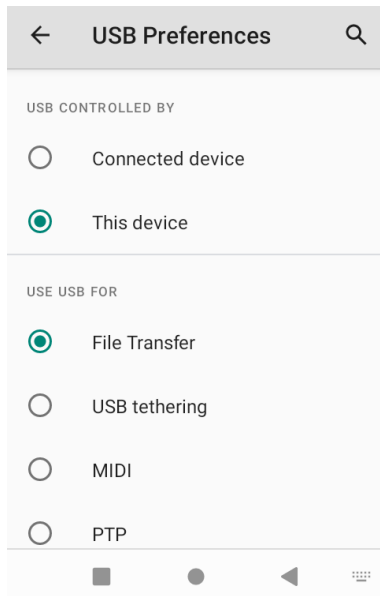 USB Preferences
USB CONTROLLED BY
Connected device
This device
USE USB FOR
File Transfer
USB tethering
MIDI
PTP